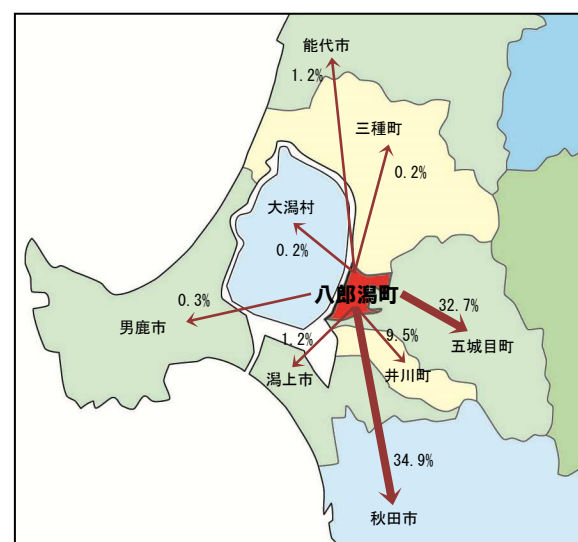 能代市
1.2%
三種町
0.2%
大潟村
0.2%
八郎潟町
0.3%
男鹿市
32.7%
五城目町
9.5%
井川町
1.2%
潟上市
34.9%
秋田市